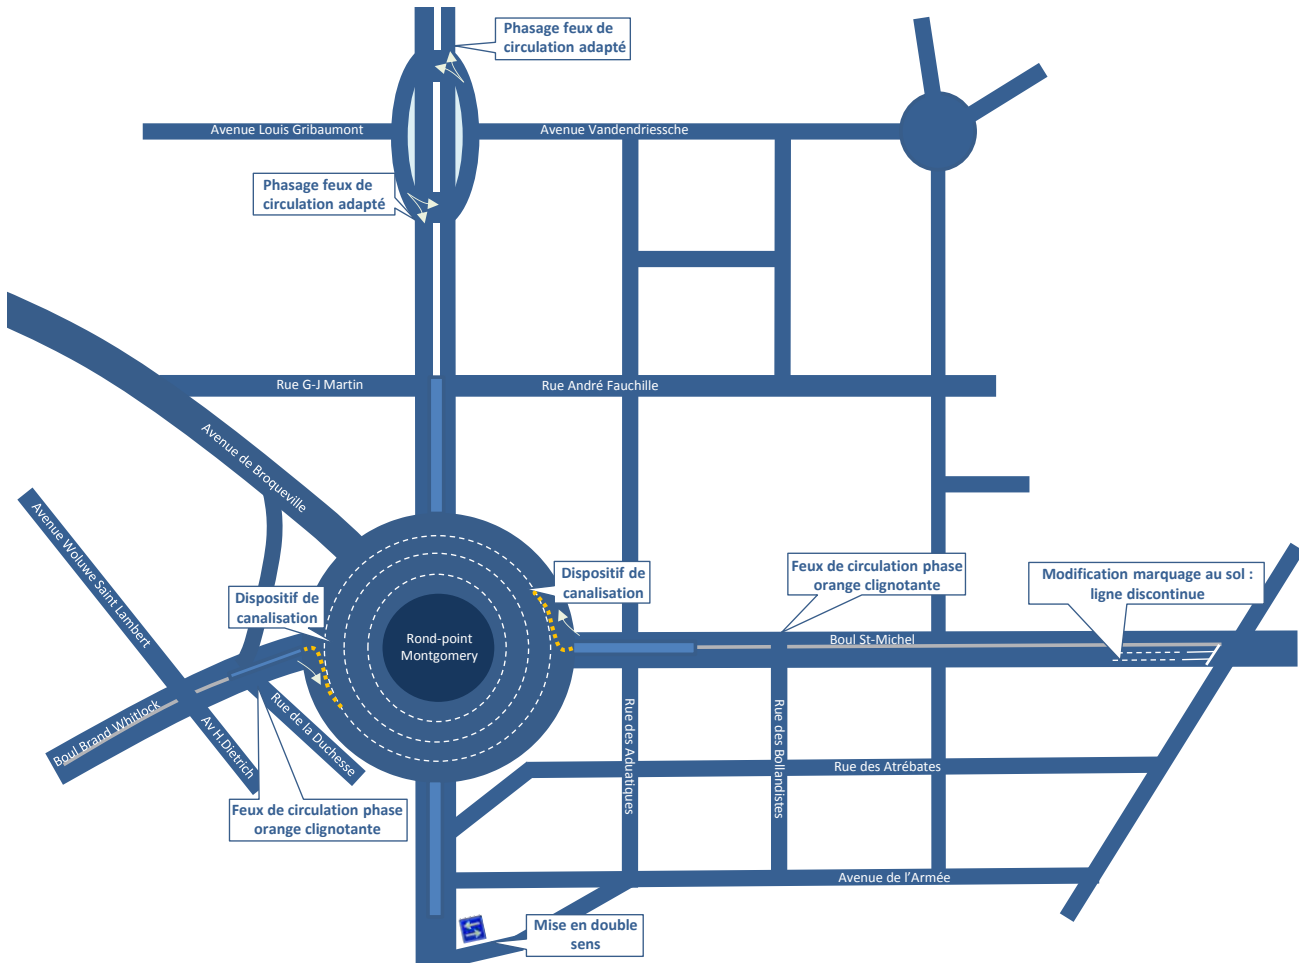 Phasage feux de
circulation adapté
Avenue Louis Gribaumont
Avenue Vandendriessche
Phasage feux de
circulation adapté
Rue G-J Martin
Rue André Fauchille
Avenue de Broqueville
Avenue Woluwe Saint Lambert
Dispositif de
canalisation
Dispositif de
canalisation
Feux de circulation phase
orange clignotante
Modification marquage au sol :
ligne discontinue
Rond-point
Montgomery
Boul St-Michel
Boul Brand Whitlock
Av H.Dietrich
Rue de la Duchesse
Rue des Aduatiques
Rue des Bollandistes
Rue des Atrébates
Feux de circulation phase
orange clignotante
Avenue de l'Armée
Mise en double
sens